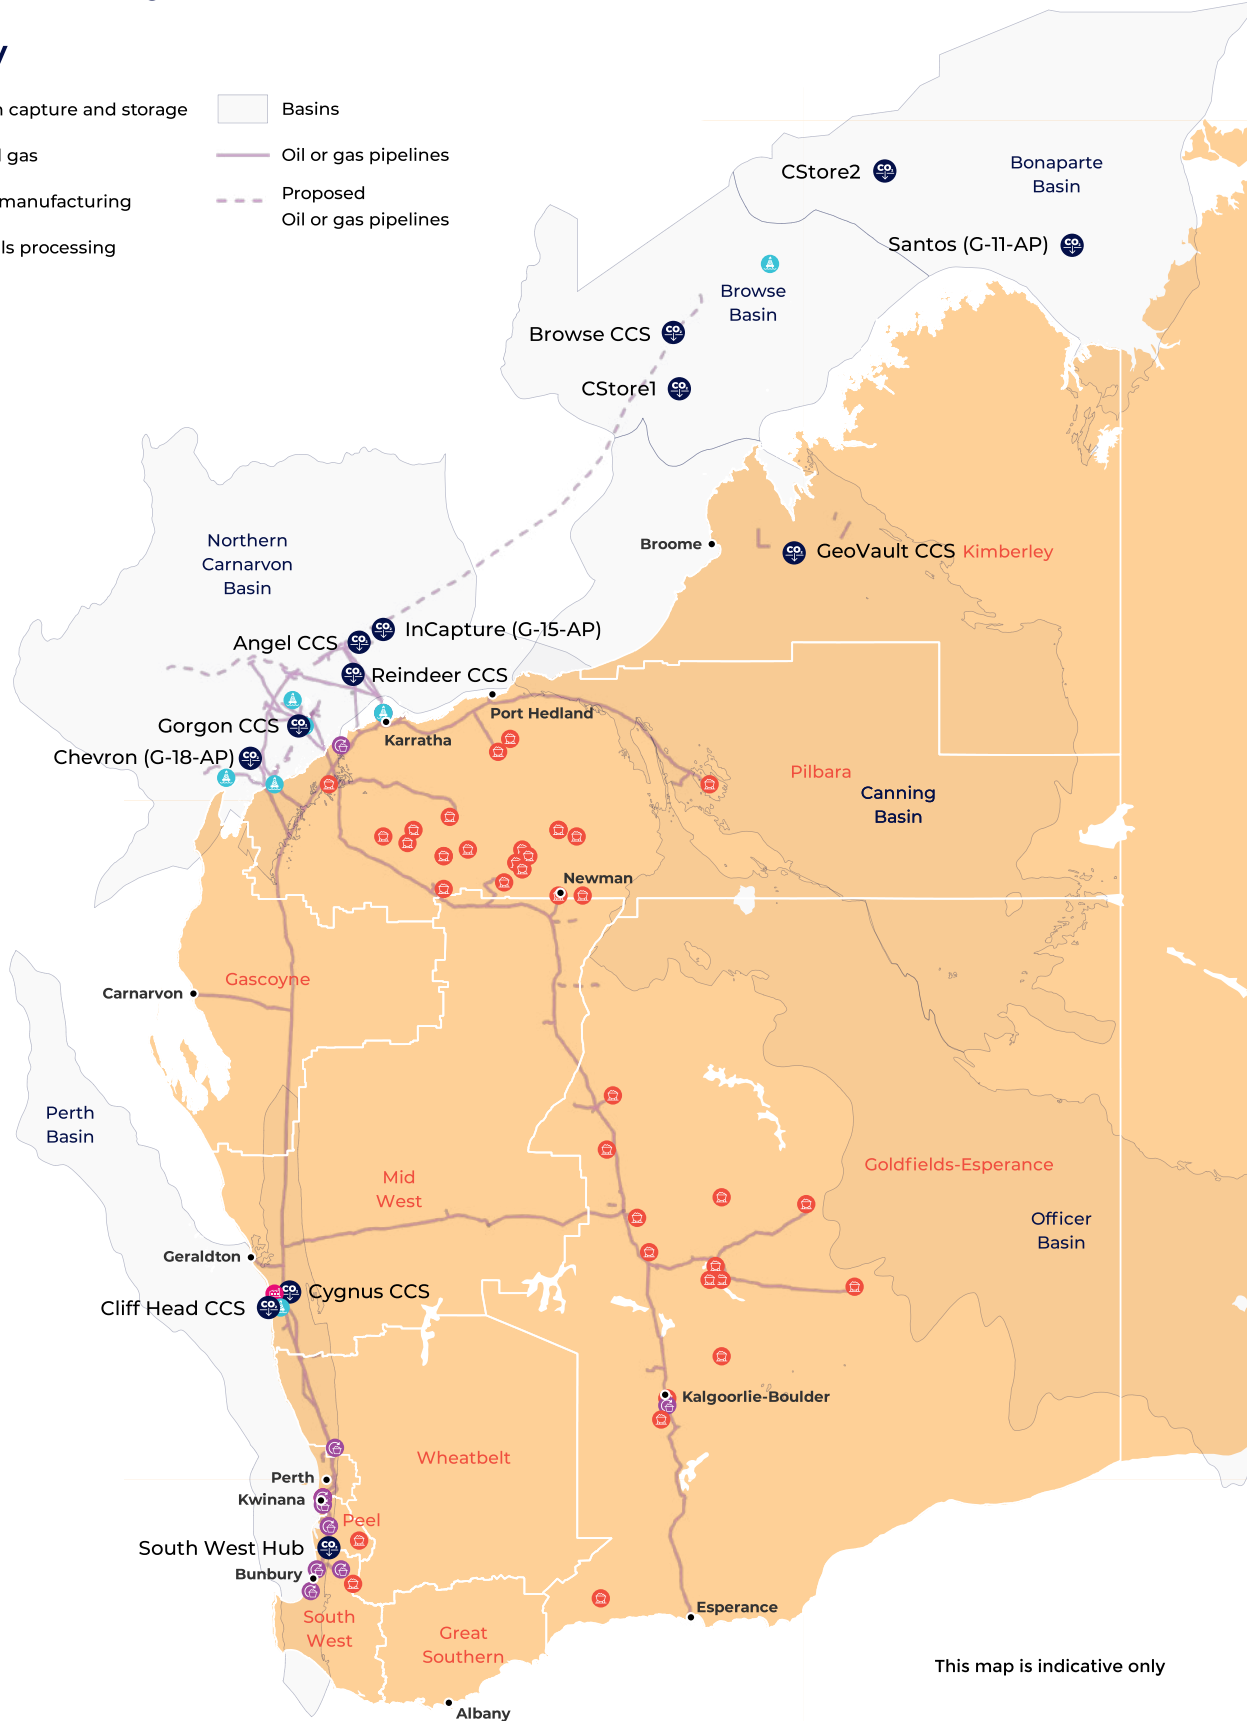 capture and storage
Basins
gas
Oil or gas pipelines
manufacturing
Proposed
Oil or gas pipelines
ls processing
CStore2
Bonaparte
Basin
Santos (G-11-AP)
Browse
Basin
Browse CCS
CStore1
Northern
Carnarvon
Basin
Broome
GeoVault CCS
Kimberley
InCapture (G-15-AP)
Angel CCS
Reindeer CCS
Port Hedland
Gorgon CCS
Karratha
Chevron (G-18-AP)
Pilbara
Canning
Basin
Newman
Gascoyne
Carnarvon
Perth
Basin
Mid
West
Goldfields-Esperance
Officer
Basin
Geraldton
Cygnus CCS
Cliff Head CCS
Kalgoorlie-Boulder
Wheatbelt
Perth
Kwinana
Peel
South West Hub
Bunbury
South
West
Esperance
Great
Southern
This map is indicative only
Albany